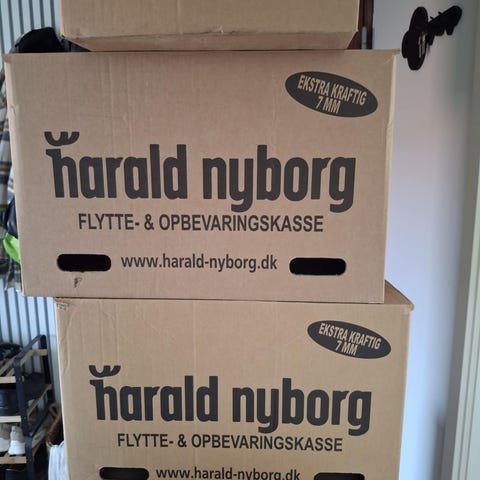 EKSTRA KRAFTIG
7 MM
harald nyborg
FLYTTE- & OPBEVARINGSKASSE
www.harald-nyborg.dk
EKSTRA KRAFTIG
7 MM
harald nyborg
FLYTTE- & OPBEVARINGSKASSE
www.harald-nyborg.dk